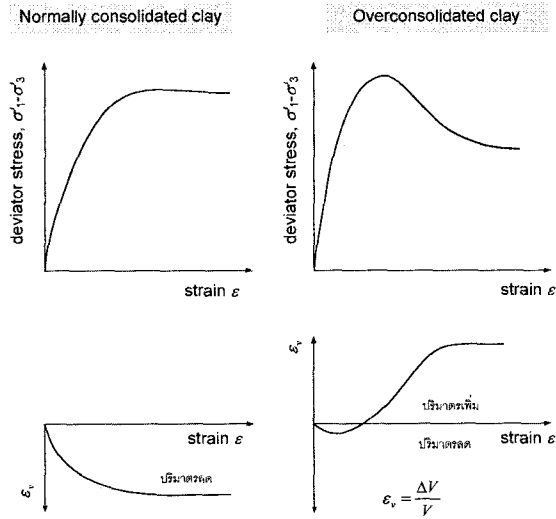 Normally consolidated clay
Overconsolidated clay
deviator stress, σ'₁-σ'₃
strain ε
deviator stress, σ'₁-σ'₃
strain ε
εᵥ
strain ε
ปริมาตรลด
εᵥ
ปริมาตรเพิ่ม
ปริมาตรลด
strain ε
εᵥ = ΔV/V